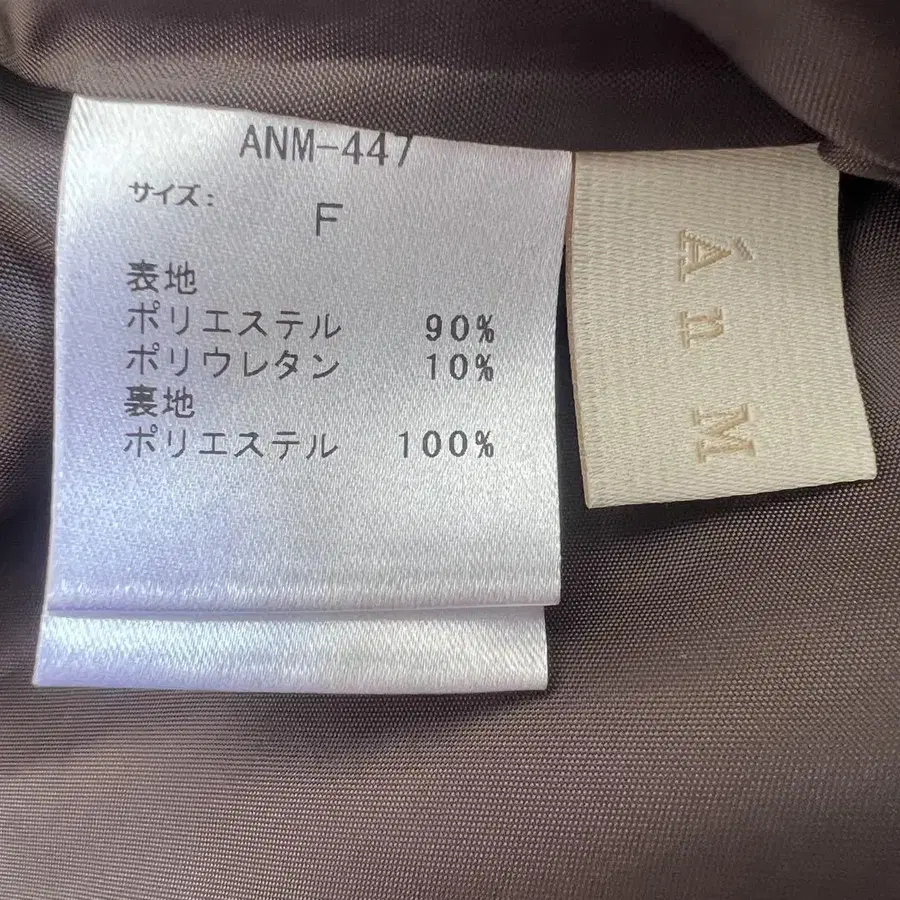 ANM-447
サイズ: F
表地
ポリエステル 90%
ポリウレタン 10%
裏地
ポリエステル 100%
ÁnM